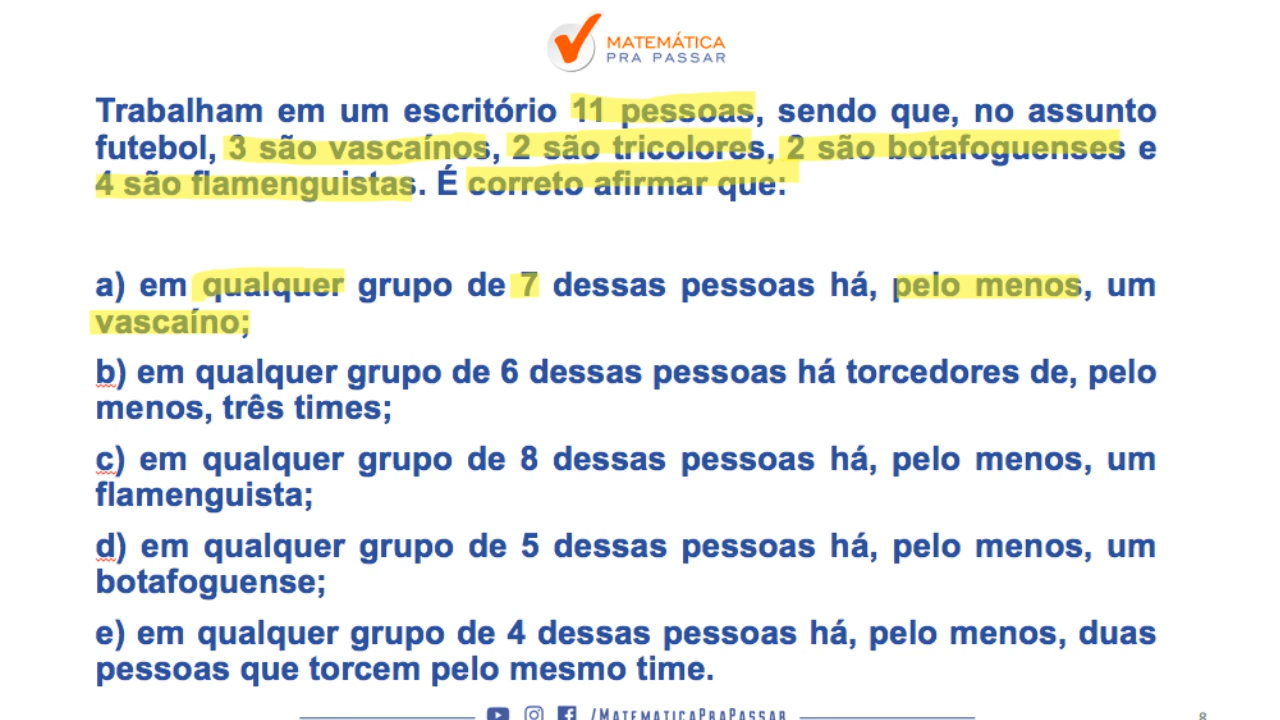 MATEMÁTICA
PRA PASSAR
Trabalham em um escritório 11 pessoas, sendo que, no assunto
futebol, 3 são vascaínos, 2 são tricolores, 2 são botafoguenses e
4 são flamenguistas. É correto afirmar que:
a) em qualquer grupo de 7 dessas pessoas há, pelo menos, um
vascaíno;
b) em qualquer grupo de 6 dessas pessoas há torcedores de, pelo
menos, três times;
c) em qualquer grupo de 8 dessas pessoas há, pelo menos, um
flamenguista;
d) em qualquer grupo de 5 dessas pessoas há, pelo menos, um
botafoguense;
e) em qualquer grupo de 4 dessas pessoas há, pelo menos, duas
pessoas que torcem pelo mesmo time.
/MATEMATICAPRAPASSAR
8